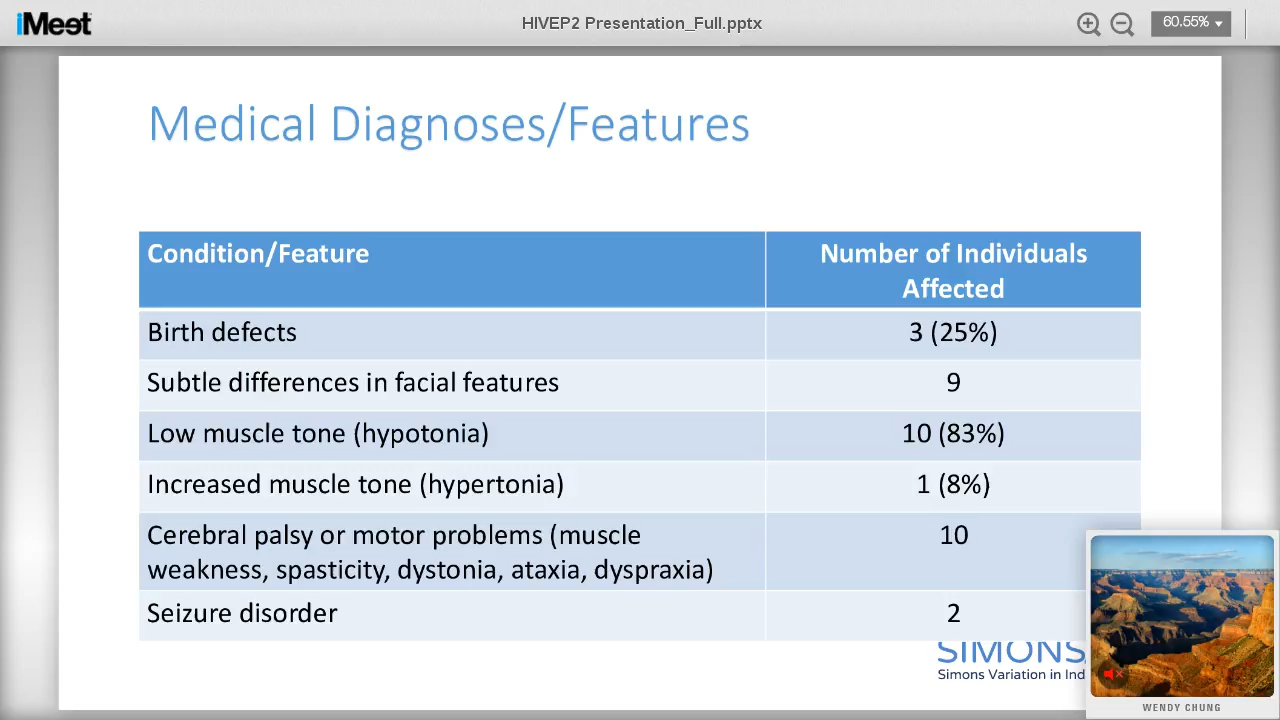 iMeet
HIVEP2 Presentation_Full.pptx
60.55%
Medical Diagnoses/Features
Condition/Feature
Number of Individuals
Affected
Birth defects
3 (25%)
Subtle differences in facial features
9
Low muscle tone (hypotonia)
10 (83%)
Increased muscle tone (hypertonia)
1 (8%)
Cerebral palsy or motor problems (muscle
weakness, spasticity, dystonia, ataxia, dyspraxia)
10
Seizure disorder
2
SIMONS
Simons Variation in Ind
WENDY CHUNG